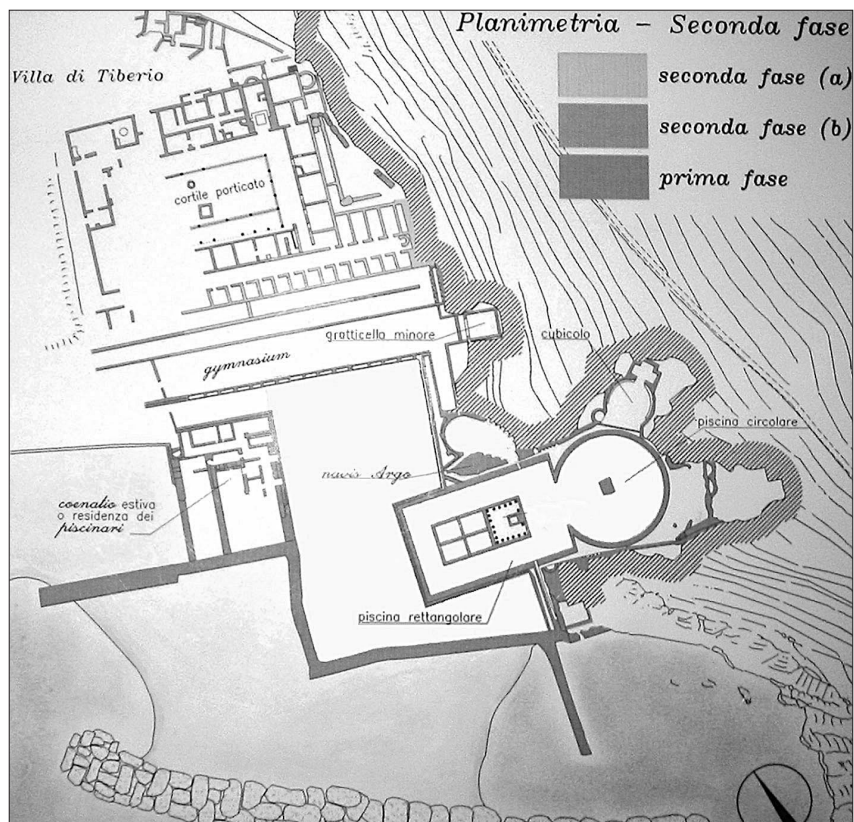 Planimetria – Seconda fase
Villa di Tiberio
seconda fase (a)
seconda fase (b)
prima fase
cortile porticato
grotticella minore
cubicolo
gymnasium
piscina circolare
navis Argo
coenatio estiva
o residenza dei
piscinari
piscina rettangolare